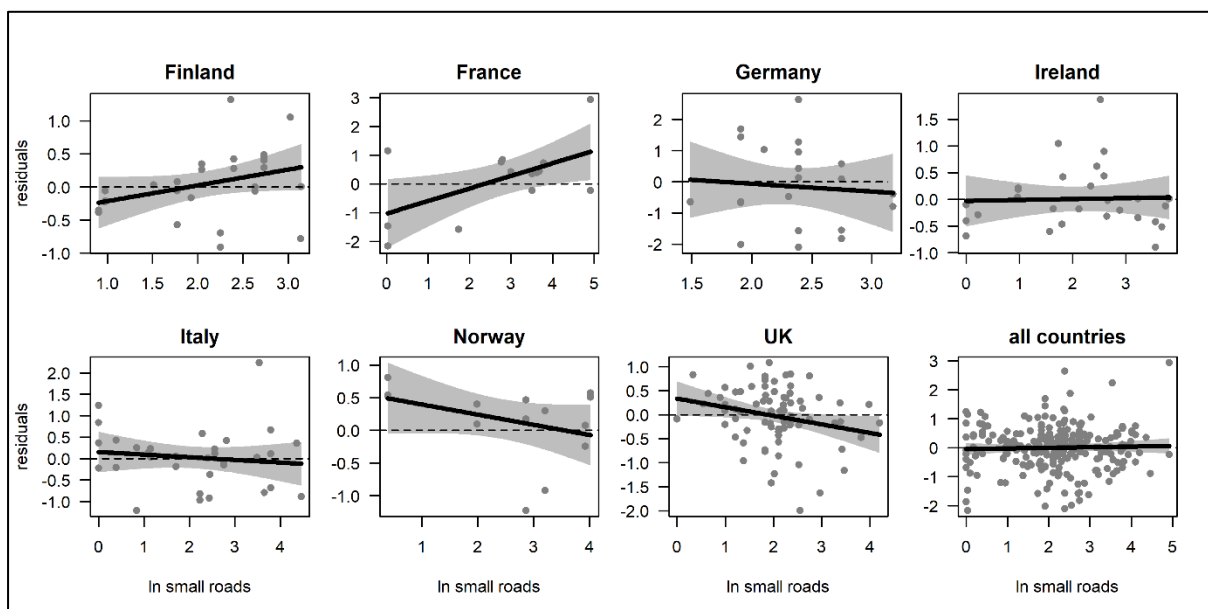 Finland France Germany Ireland
residuals
1.0 0.5 0.0 -0.5 -1.0
3 2 1 0 -1 -2
2 1 0 -1 -2
1.5 1.0 0.5 0.0 -0.5 -1.0
1.0 1.5 2.0 2.5 3.0 0 1 2 3 4 5 1.5 2.0 2.5 3.0 0 1 2 3
Italy Norway UK all countries
residuals
2.0 1.5 1.0 0.5 0.0 -0.5 -1.0
1.0 0.5 0.0 -0.5 -1.0
1.0 0.5 0.0 -0.5 -1.0 -1.5 -2.0
3 2 1 0 -1 -2
0 1 2 3 4 1 2 3 4 0 1 2 3 4 0 1 2 3 4 5
ln small roads ln small roads ln small roads ln small roads